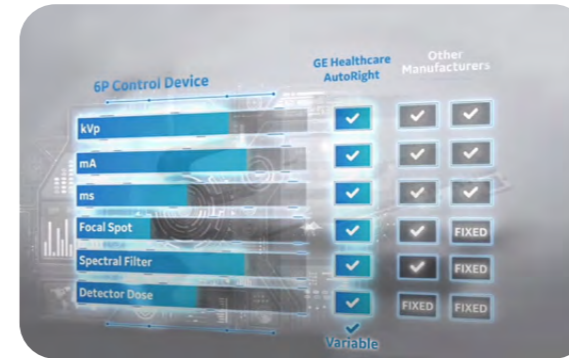 6P Control Device
GE Healthcare
AutoRight
Other
Manufacturers
kVp
mA
ms
Focal Spot
FIXED
Spectral Filter
FIXED
Detector Dose
FIXED FIXED
Variable